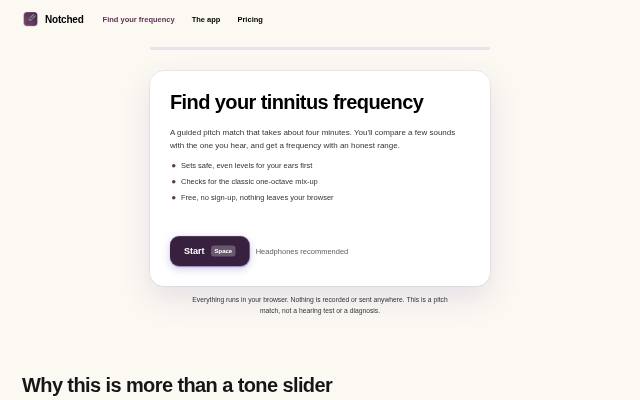 Notched
Find your frequency
The app
Pricing
Find your tinnitus frequency
A guided pitch match that takes about four minutes. You'll compare a few sounds
with the one you hear, and get a frequency with an honest range.
Sets safe, even levels for your ears first
Checks for the classic one-octave mix-up
Free, no sign-up, nothing leaves your browser
Start Space
Headphones recommended
Everything runs in your browser. Nothing is recorded or sent anywhere. This is a pitch
match, not a hearing test or a diagnosis.
Why this is more than a tone slider